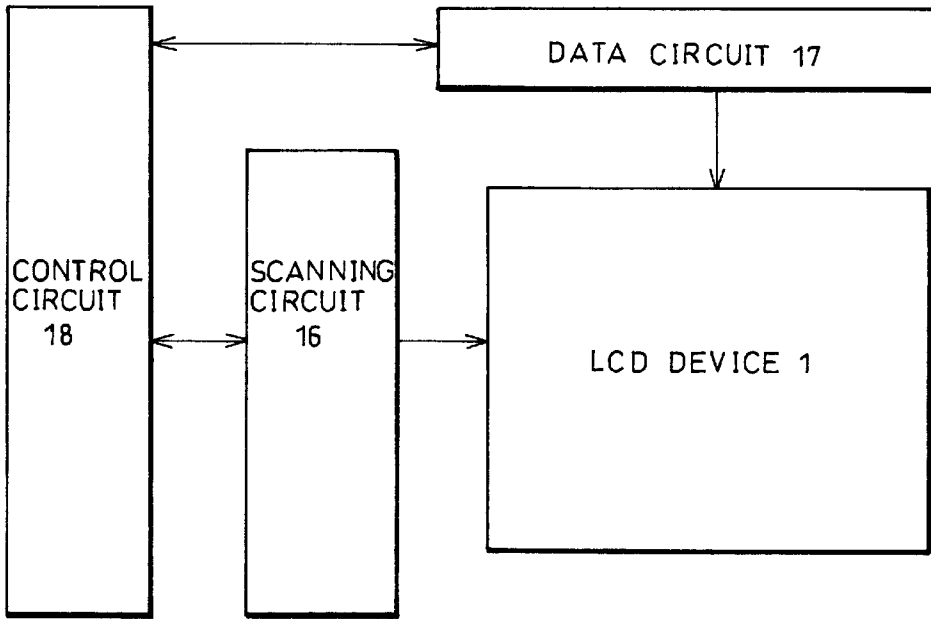 DATA CIRCUIT 17
CONTROL
CIRCUIT
18
SCANNING
CIRCUIT
16
LCD DEVICE 1